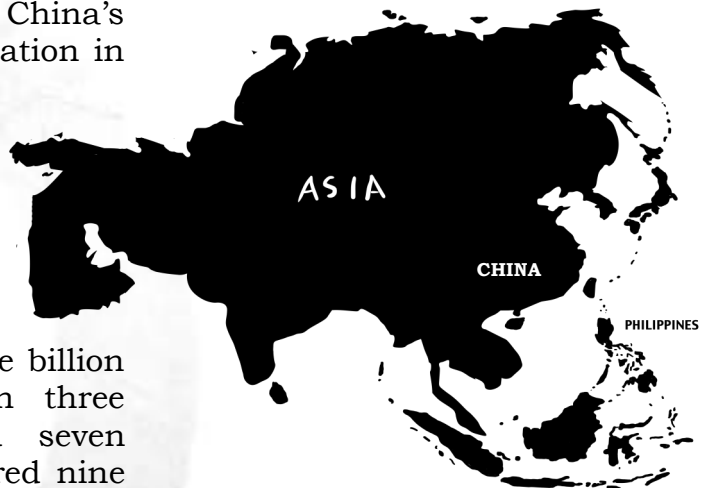 China's
ation in
ASIA
CHINA
PHILIPPINES
e billion
n three
seven
red nine